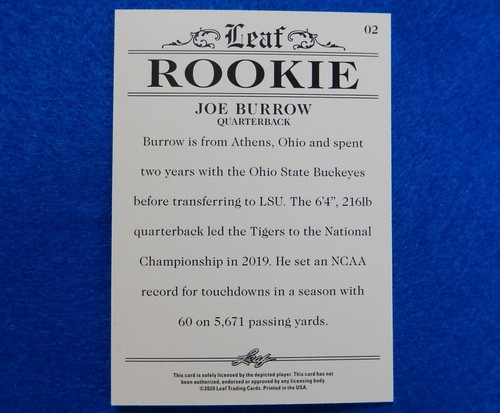 02
Leaf
ROOKIE
JOE BURROW
QUARTERBACK
Burrow is from Athens, Ohio and spent
two years with the Ohio State Buckeyes
before transferring to LSU. The 6'4", 216lb
quarterback led the Tigers to the National
Championship in 2019. He set an NCAA
record for touchdowns in a season with
60 on 5,671 passing yards.
Leaf
This card is solely licensed by the depicted player. This card has not
been authorized, endorsed or approved by any licensing body.
©2020 Leaf Trading Cards. Printed in the USA.